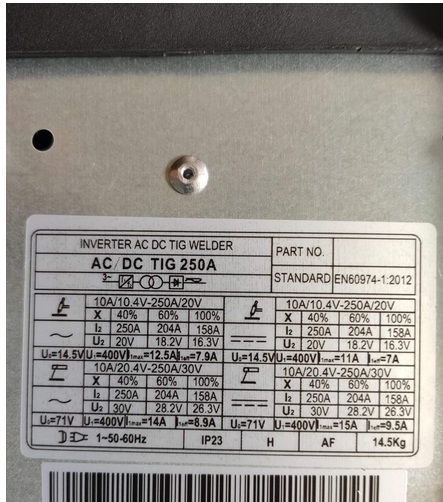 INVERTER AC DC TIG WELDER
AC/DC TIG 250A
3~
PART NO.
STANDARD EN60974-1:2012
10A/10.4V-250A/20V
X 40% 60% 100%
~ I₂ 250A 204A 158A
U₂ 20V 18.2V 16.3V
U₀=14.5V U₁=400V I₁max=12.5A I₁eff=7.9A
10A/10.4V-250A/20V
X 40% 60% 100%
I₂ 250A 204A 158A
U₂ 20V 18.2V 16.3V
U₀=14.5V U₁=400V I₁max=11A I₁eff=7A
10A/20.4V-250A/30V
X 40% 60% 100%
~ I₂ 250A 204A 158A
U₂ 30V 28.2V 26.3V
U₀=71V U₁=400V I₁max=14A I₁eff=8.9A
10A/20.4V-250A/30V
X 40% 60% 100%
I₂ 250A 204A 158A
U₂ 30V 28.2V 26.3V
U₀=71V U₁=400V I₁max=15A I₁eff=9.5A
1~50-60Hz IP23 H AF 14.5Kg